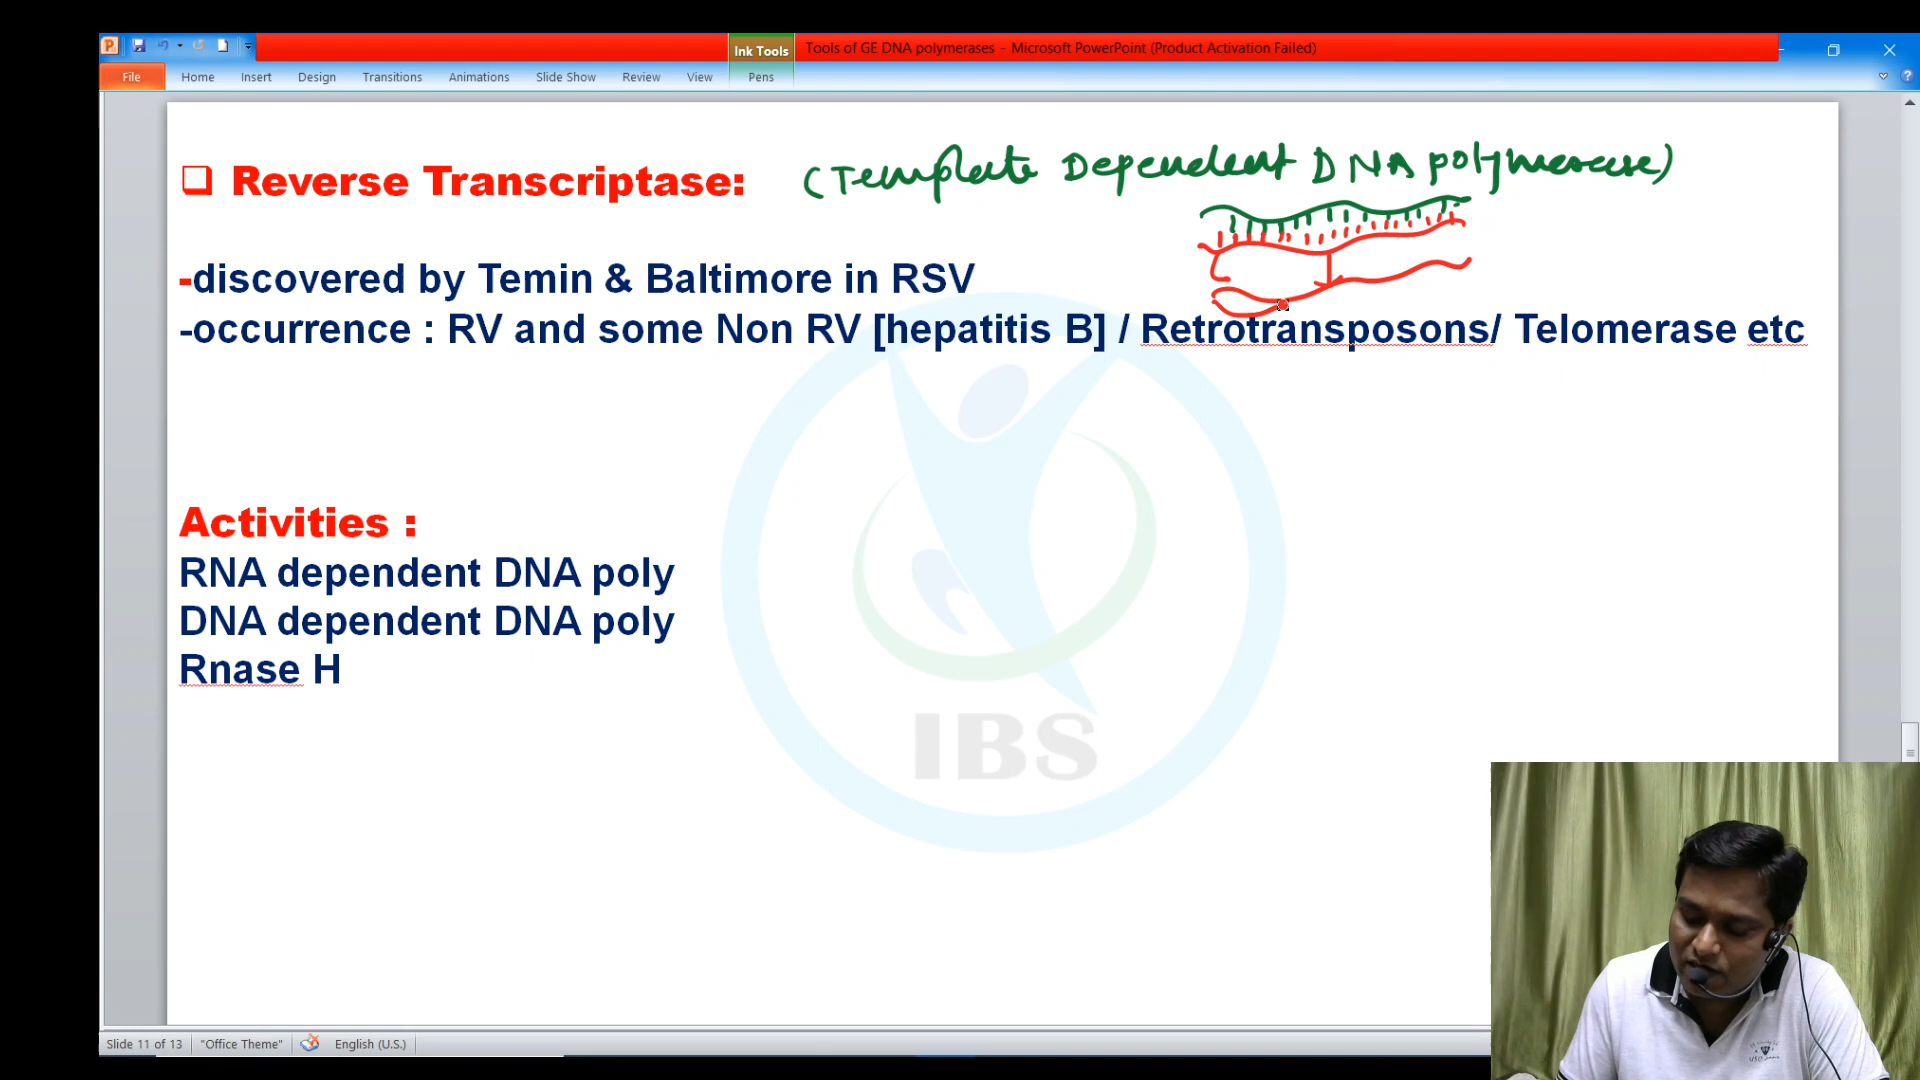 Ink Tools
Tools of GE DNA polymerases - Microsoft PowerPoint (Product Activation Failed)
File Home Insert Design Transitions Animations Slide Show Review View Pens
Reverse Transcriptase: (Template Dependent DNA polymerase)
-discovered by Temin & Baltimore in RSV
-occurrence : RV and some Non RV [hepatitis B] / Retrotransposons/ Telomerase etc
Activities :
RNA dependent DNA poly
DNA dependent DNA poly
Rnase H
IBS
Slide 11 of 13 "Office Theme" English (U.S.)